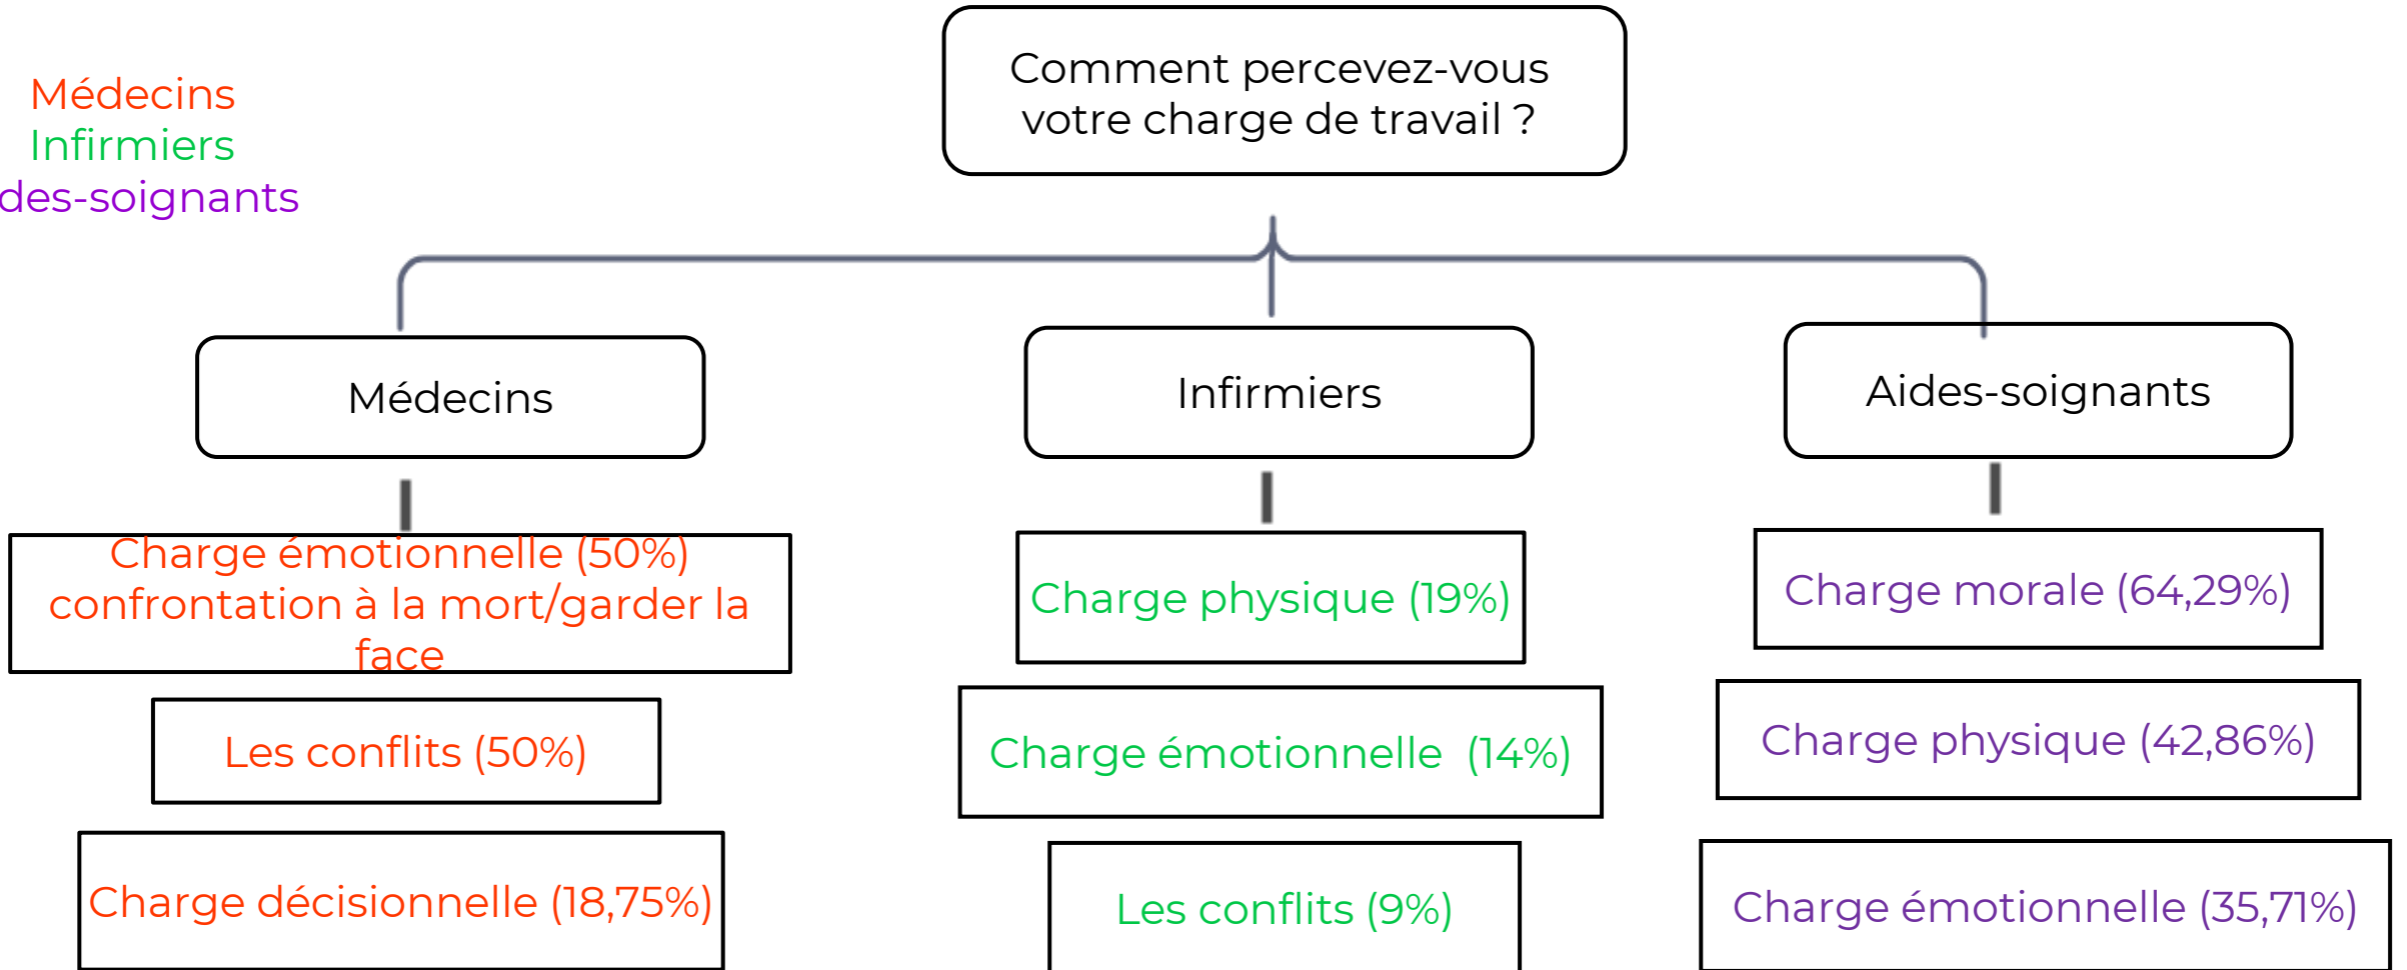 Comment percevez-vous
votre charge de travail ?
Médecins
Infirmiers
des-soignants
Médecins
Infirmiers
Aides-soignants
Charge émotionnelle (50%)
confrontation à la mort/garder la
face
Les conflits (50%)
Charge décisionnelle (18,75%)
Charge physique (19%)
Charge émotionnelle (14%)
Les conflits (9%)
Charge morale (64,29%)
Charge physique (42,86%)
Charge émotionnelle (35,71%)